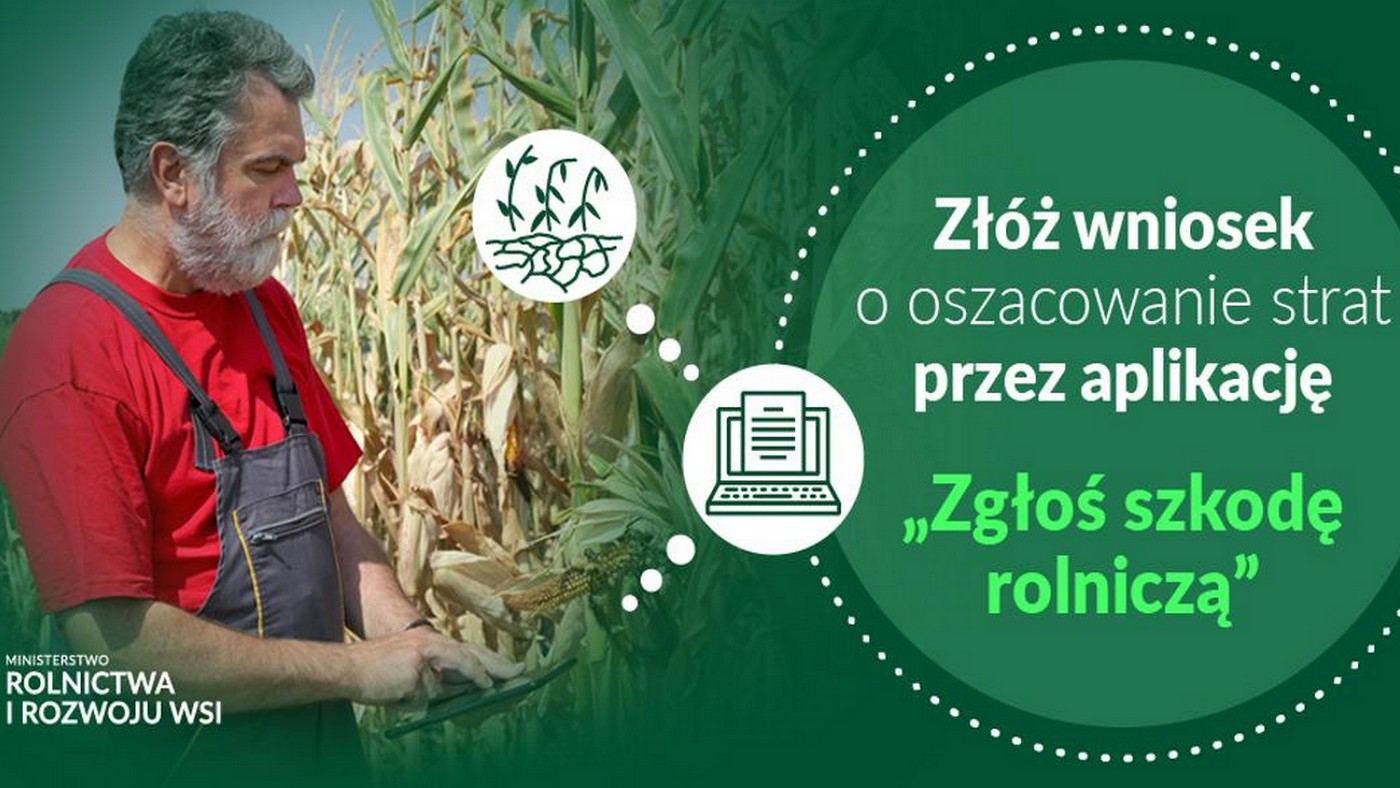 Złóż wniosek
o oszacowanie strat
przez aplikację
„Zgłoś szkodę
rolniczą”
MINISTERSTWO
ROLNICTWA
I ROZWOJU WSI